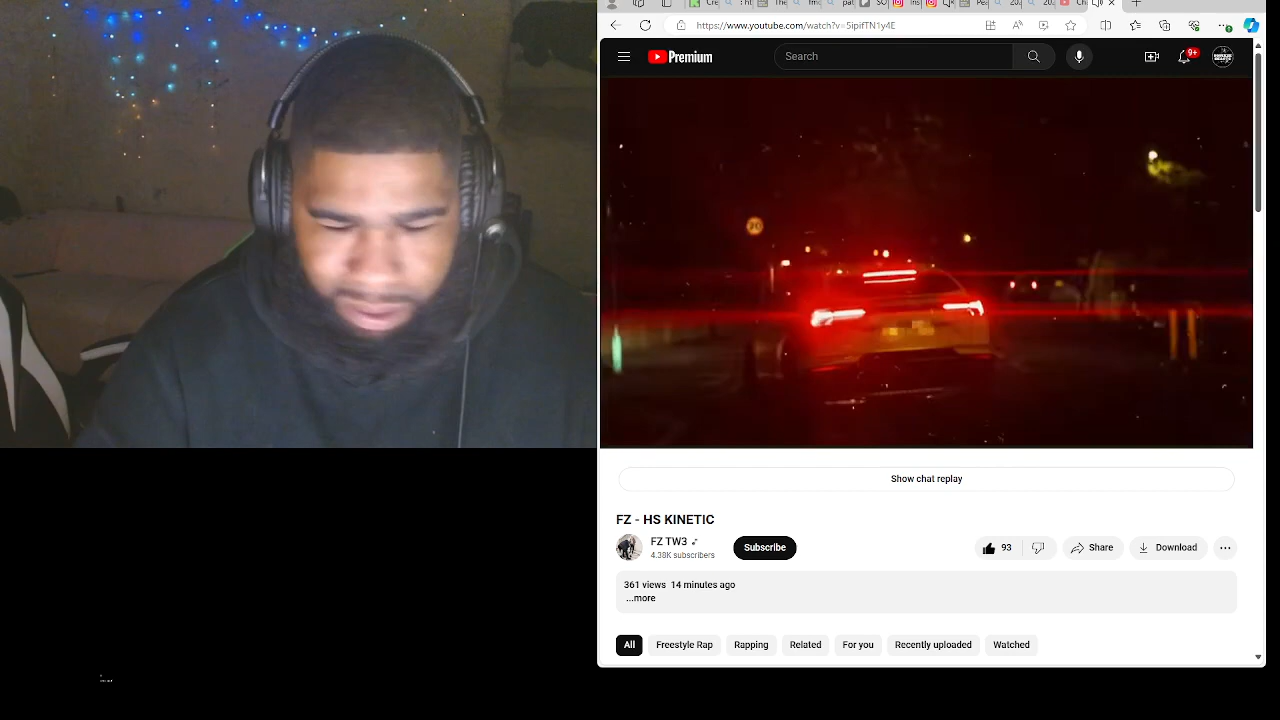 https://www.youtube.com/watch?v=5ipifTN1y4E
Premium
Search
9+
20
Show chat replay
FZ - HS KINETIC
FZ TW3
4.38K subscribers
Subscribe
93
Share
Download
361 views 14 minutes ago
...more
All
Freestyle Rap
Rapping
Related
For you
Recently uploaded
Watched